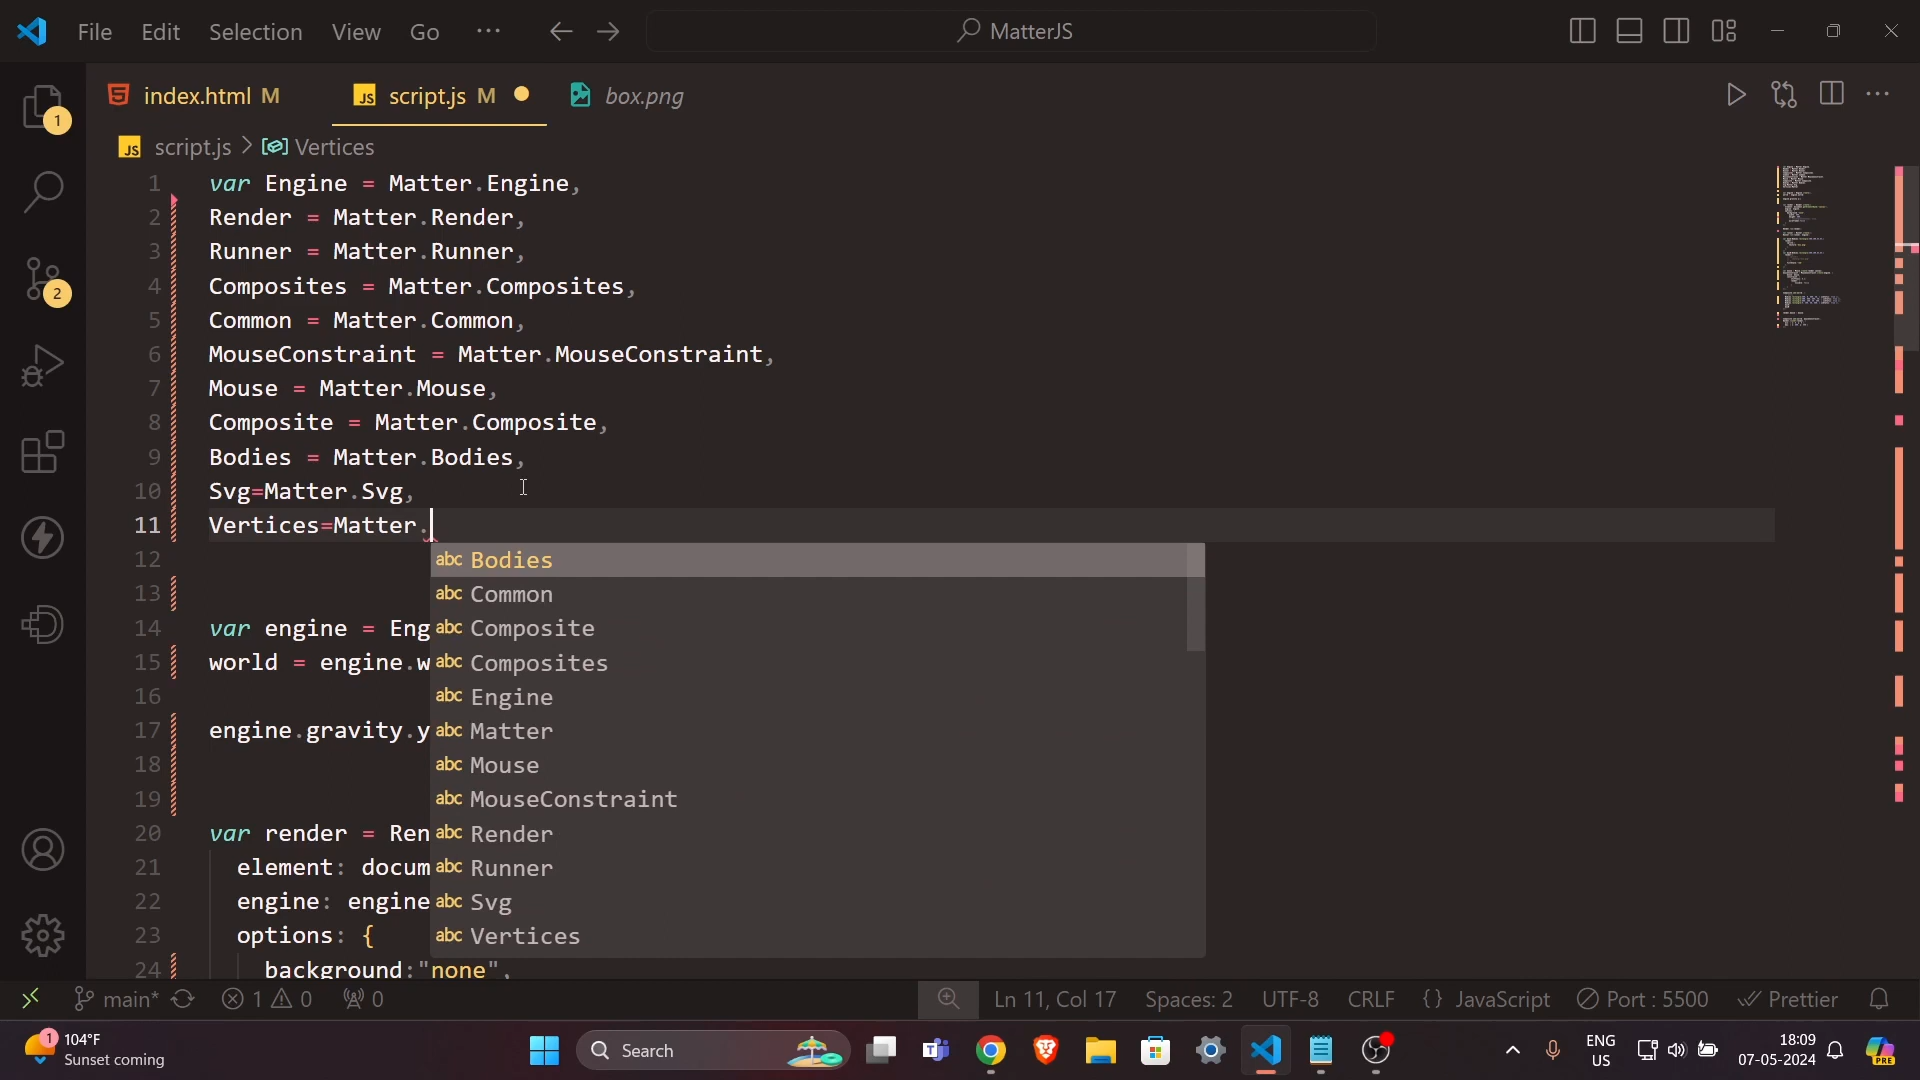 File Edit Selection View Go ··· MatterJS
index.html M script.js M box.png
script.js > Vertices
1 var Engine = Matter.Engine,
2 Render = Matter.Render,
3 Runner = Matter.Runner,
4 Composites = Matter.Composites,
5 Common = Matter.Common,
6 MouseConstraint = Matter.MouseConstraint,
7 Mouse = Matter.Mouse,
8 Composite = Matter.Composite,
9 Bodies = Matter.Bodies,
10 Svg=Matter.Svg,
11 Vertices=Matter.
12 abc Bodies
13 abc Common
14 var engine = Eng abc Composite
15 world = engine.w abc Composites
16 abc Engine
17 engine.gravity.y abc Matter
18 abc Mouse
19 abc MouseConstraint
20 var render = Ren abc Render
21 element: docum abc Runner
22 engine: engine abc Svg
23 options: { abc Vertices
24 background:"none",
1
2
main* 1 0 0 Ln 11, Col 17 Spaces: 2 UTF-8 CRLF {} JavaScript Port : 5500 Prettier
1 104°F
Sunset coming
Search
ENG
US
18:09
07-05-2024
PRE